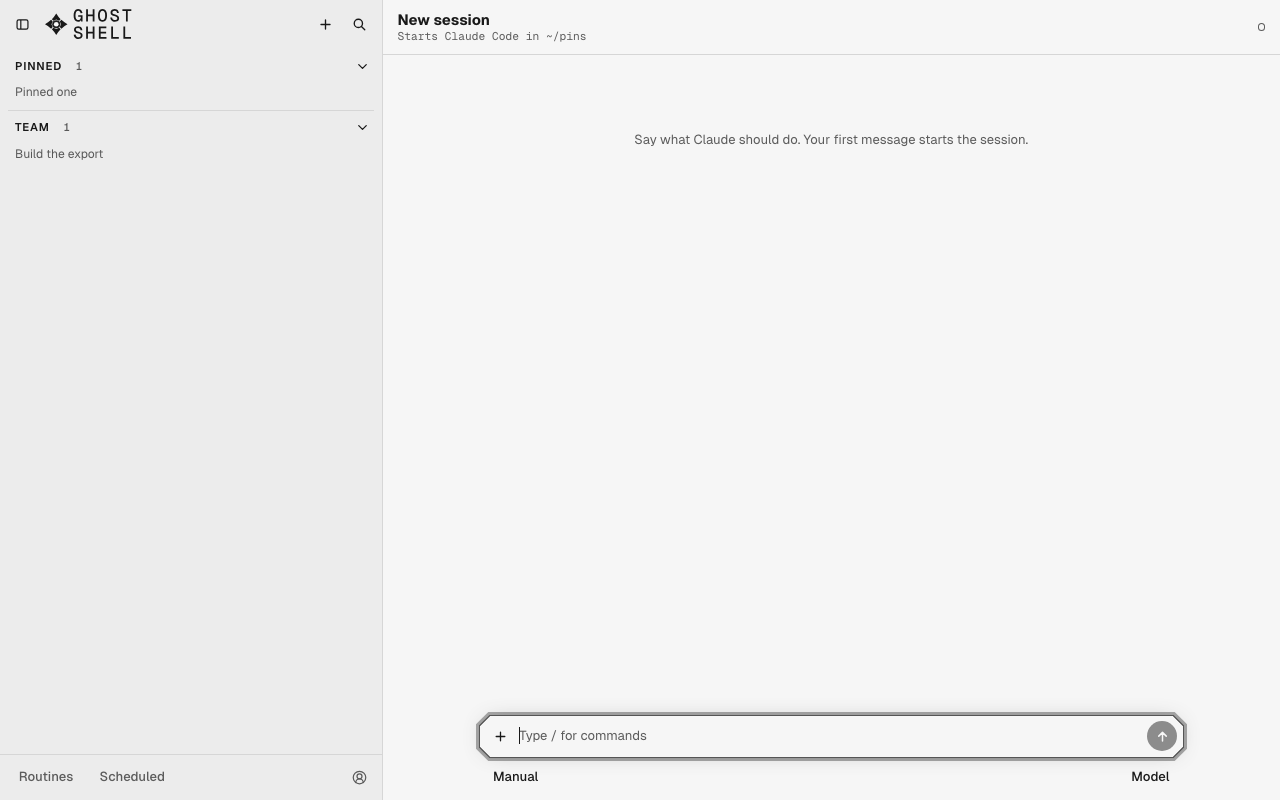 GHOST
SHELL
PINNED 1
Pinned one
TEAM 1
Build the export
Routines Scheduled
New session
Starts Claude Code in ~/pins
Say what Claude should do. Your first message starts the session.
Type / for commands
Manual Model